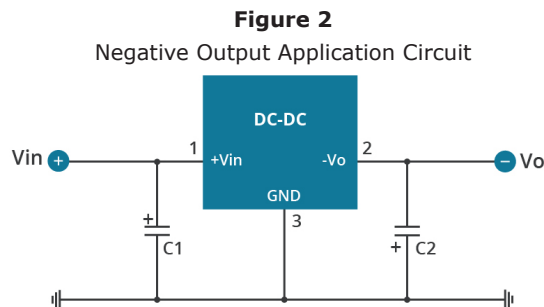 Figure 2
Negative Output Application Circuit
DC-DC
Vin + 1 +Vin -Vo 2 − Vo
GND
3
+ C1
+ C2